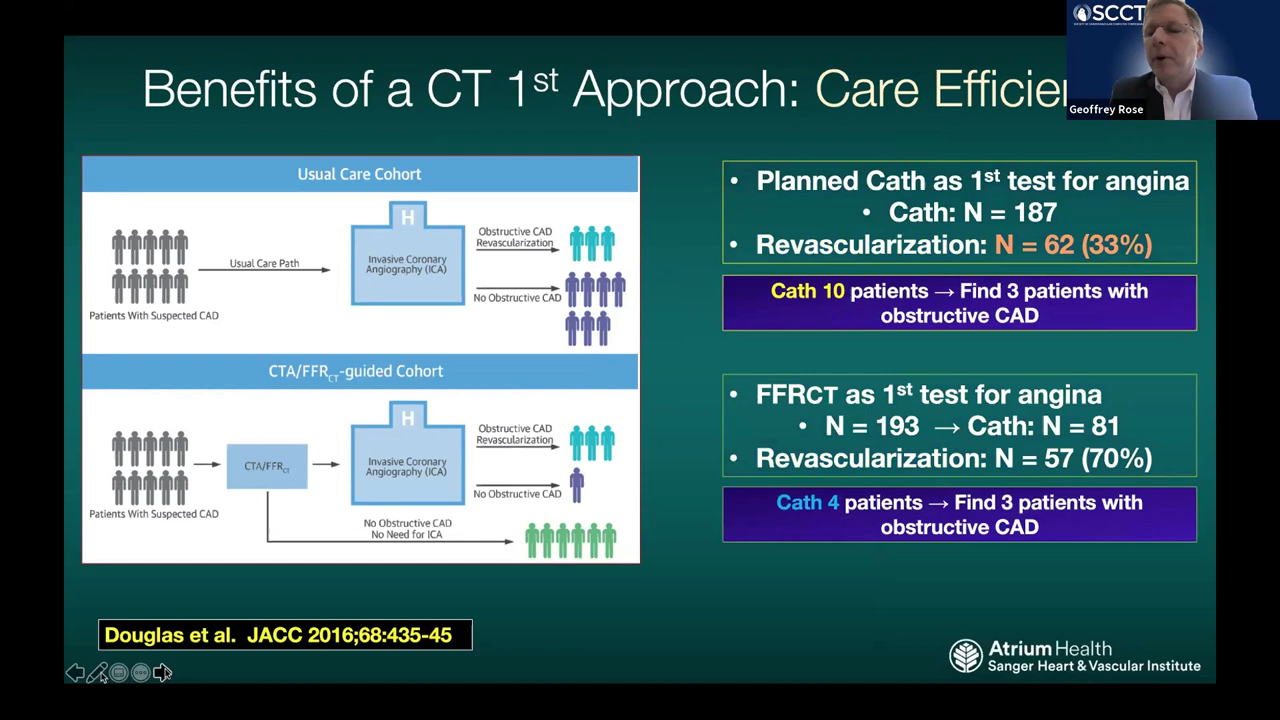 SCCT
Geoffrey Rose
Benefits of a CT 1st Approach: Care Efficien
Usual Care Cohort
H
Invasive Coronary
Angiography (ICA)
Patients With Suspected CAD
Usual Care Path
Obstructive CAD
Revascularization
No Obstructive CAD
CTA/FFRCT-guided Cohort
H
Invasive Coronary
Angiography (ICA)
CTA/FFRCT
Patients With Suspected CAD
Obstructive CAD
Revascularization
No Obstructive CAD
No Obstructive CAD
No Need for ICA
• Planned Cath as 1st test for angina
• Cath: N = 187
• Revascularization: N = 62 (33%)
Cath 10 patients → Find 3 patients with
obstructive CAD
• FFRCT as 1st test for angina
• N = 193 → Cath: N = 81
• Revascularization: N = 57 (70%)
Cath 4 patients → Find 3 patients with
obstructive CAD
Douglas et al. JACC 2016;68:435-45
Atrium Health
Sanger Heart & Vascular Institute